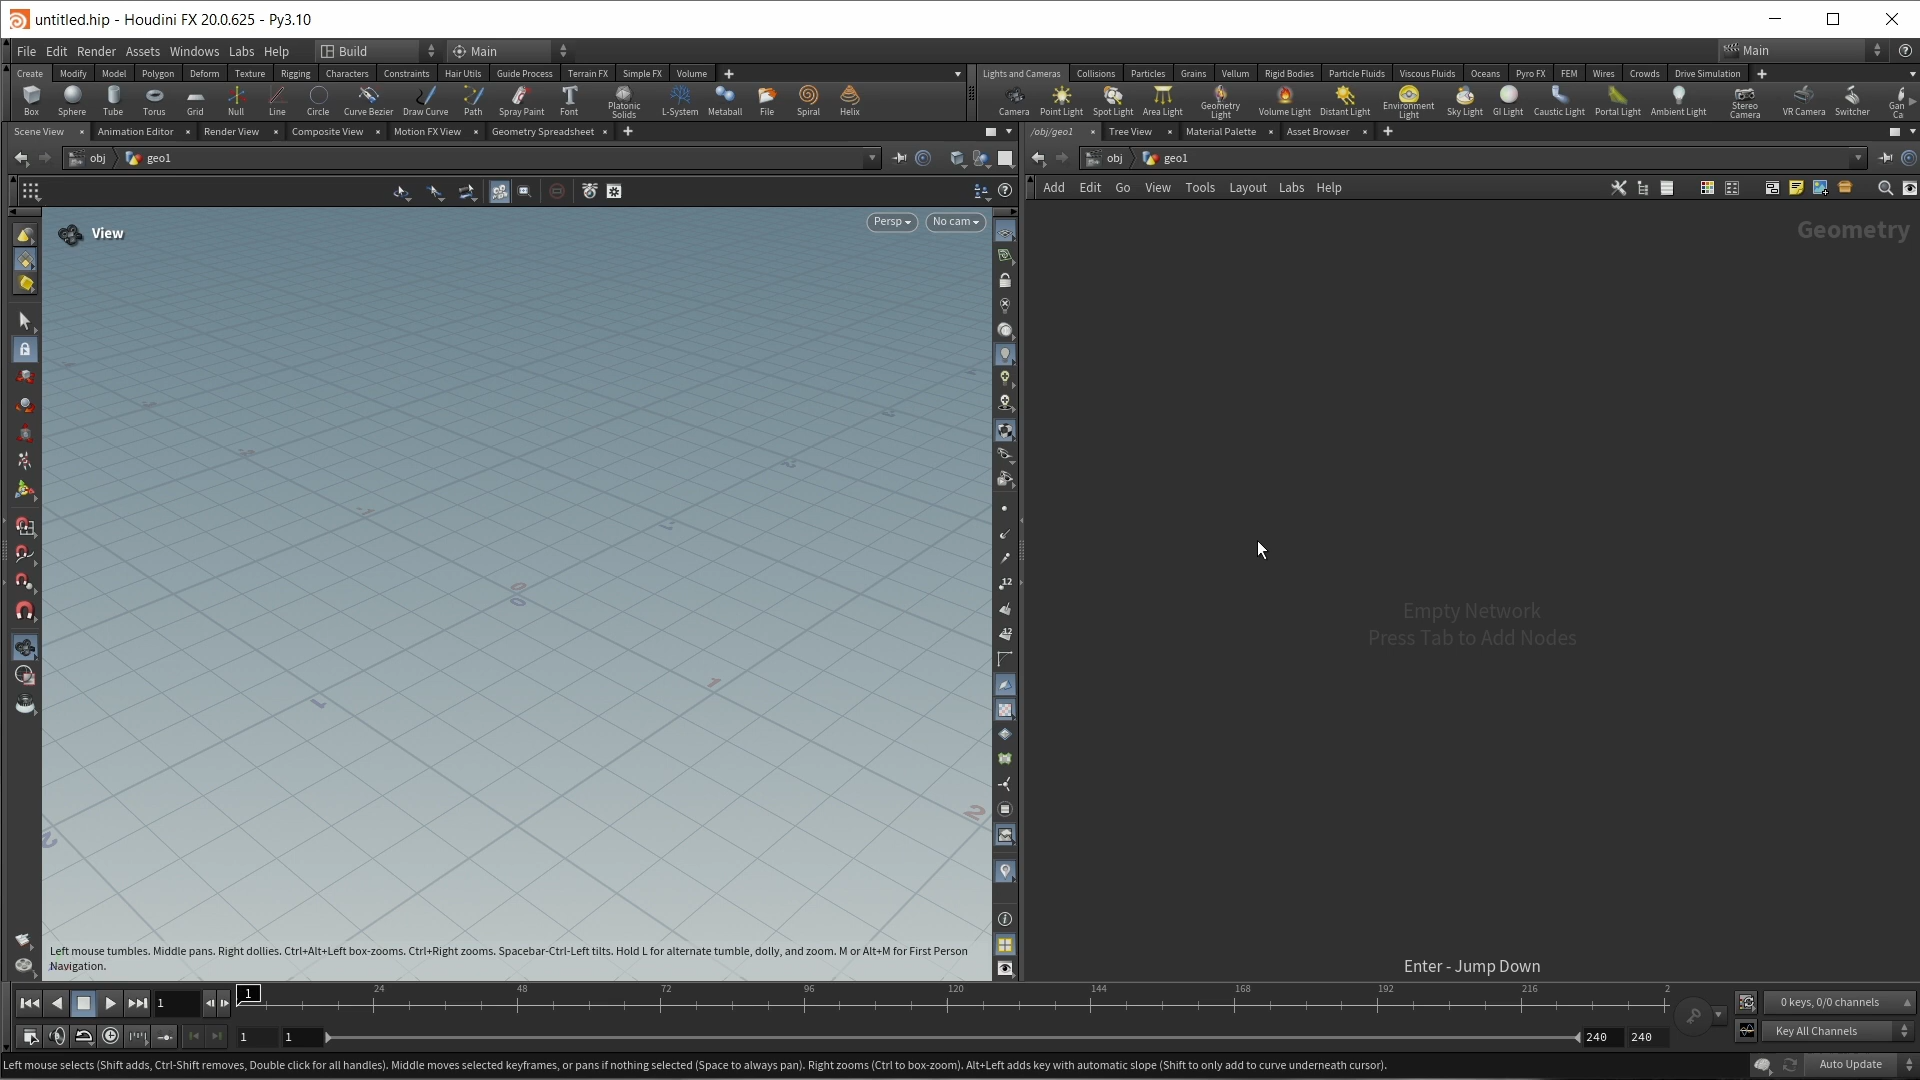 untitled.hip - Houdini FX 20.0.625 - Py3.10
File Edit Render Assets Windows Labs Help Build Main Main
Create Modify Model Polygon Deform Texture Rigging Characters Constraints Hair Utils Guide Process Terrain FX Simple FX Volume
Lights and Cameras Collisions Particles Grains Vellum Rigid Bodies Particle Fluids Viscous Fluids Oceans Pyro FX FEM Wires Crowds Drive Simulation
Box Sphere Tube Torus Grid Null Line Circle Curve Bezier Draw Curve Path Spray Paint Font Platonic Solids L-System Metaball File Spiral Helix
Camera Point Light Spot Light Area Light Geometry Light Volume Light Distant Light Environment Light Sky Light GI Light Caustic Light Portal Light Ambient Light Stereo Camera VR Camera Switcher Gan Ca
Scene View Animation Editor Render View Composite View Motion FX View Geometry Spreadsheet
/obj/geo1 Tree View Material Palette Asset Browser
obj geo1
obj geo1
Add Edit Go View Tools Layout Labs Help
View
Persp No cam
Geometry
0
0
1
1
2
2
12
12
Empty Network
Press Tab to Add Nodes
Left mouse tumbles. Middle pans. Right dollies. Ctrl+Alt+Left box-zooms. Ctrl+Right zooms. Spacebar-Ctrl-Left tilts. Hold L for alternate tumble, dolly, and zoom. M or Alt+M for First Person
Navigation.
Enter - Jump Down
1 1 24 48 72 96 120 144 168 192 216 2
0 keys, 0/0 channels
1 1 240 240
Key All Channels
Left mouse selects (Shift adds, Ctrl-Shift removes, Double click for all handles). Middle moves selected keyframes, or pans if nothing selected (Space to always pan). Right zooms (Ctrl to box-zoom). Alt+Left adds key with automatic slope (Shift to only add to curve underneath cursor).
Auto Update